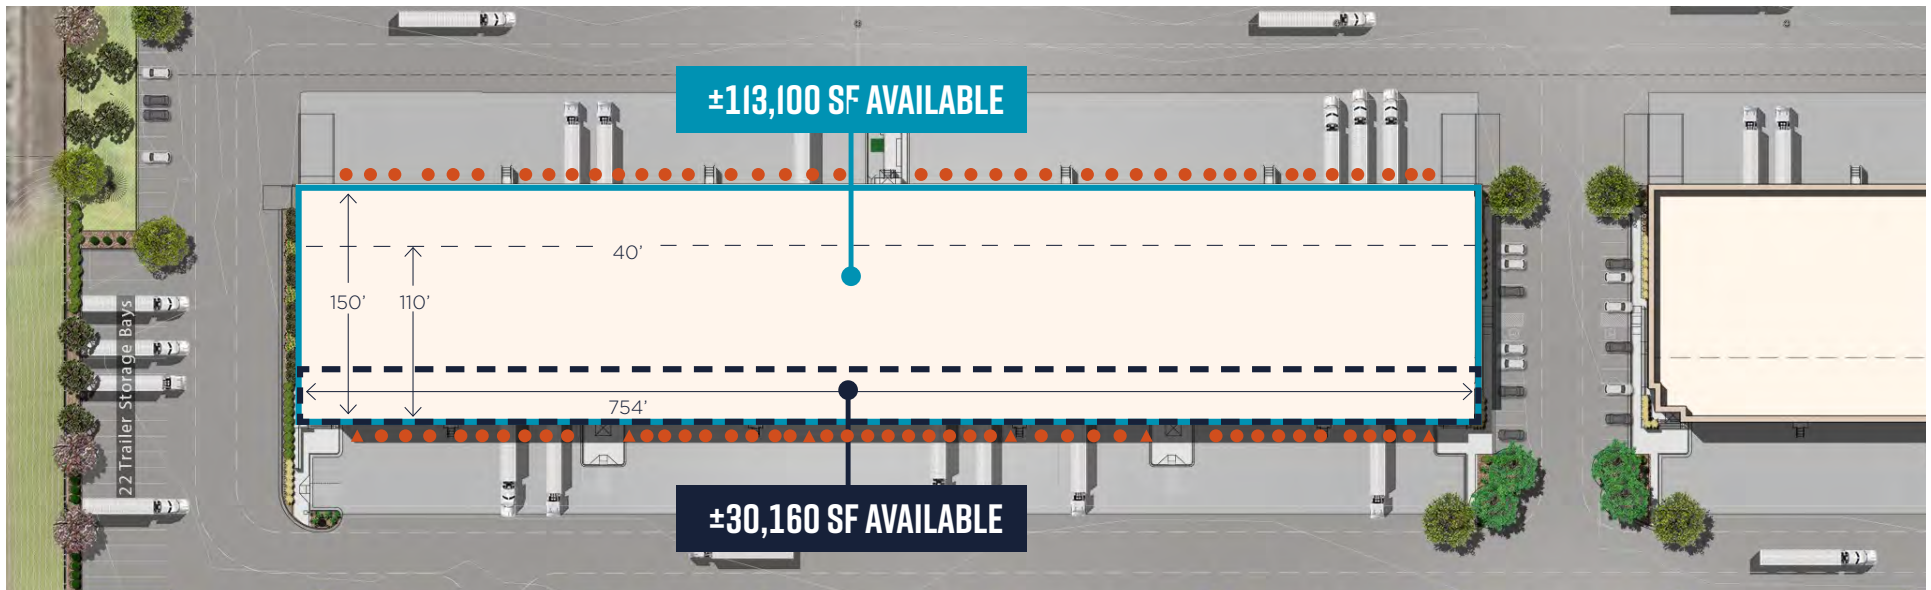 ±113,100 SF AVAILABLE
40'
150'
110'
22 Trailer Storage Bays
754'
±30,160 SF AVAILABLE